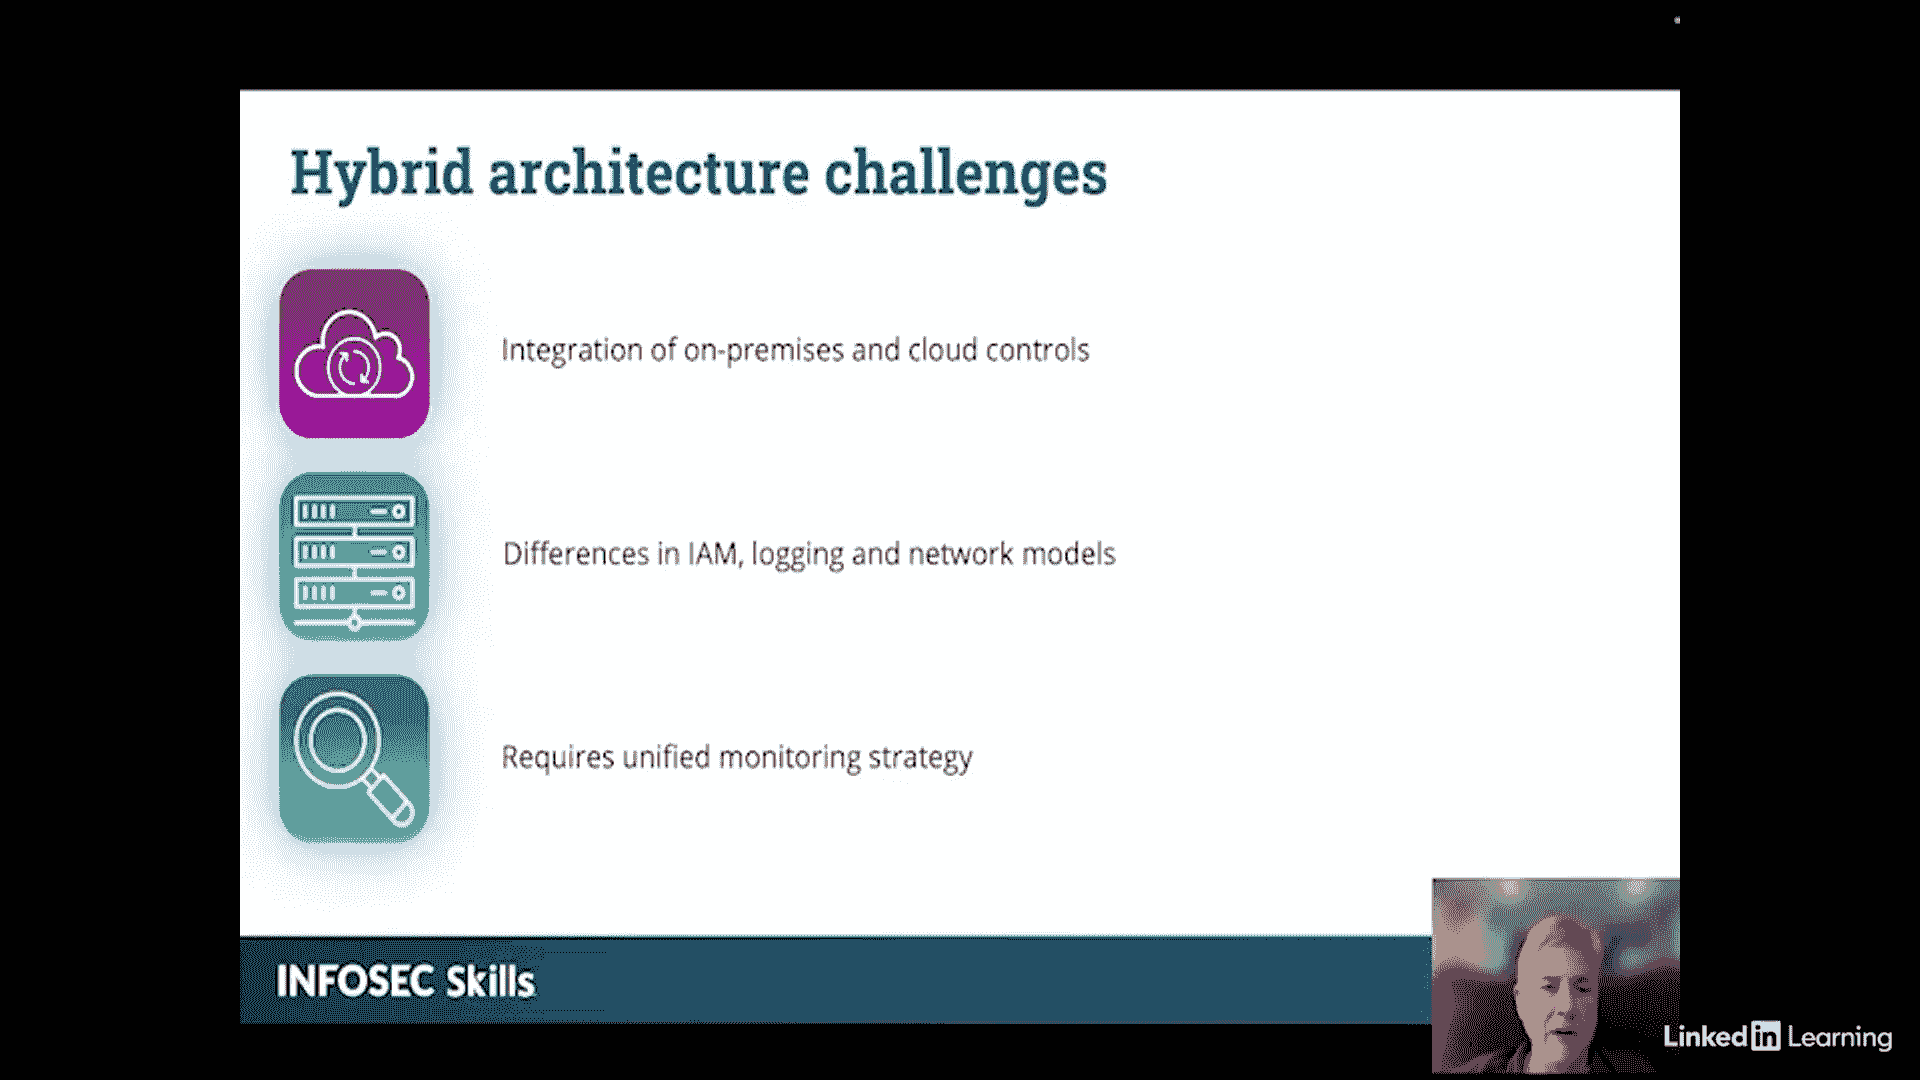 Hybrid architecture challenges
Integration of on-premises and cloud controls
Differences in IAM, logging and network models
Requires unified monitoring strategy
INFOSEC Skills
Linked in Learning